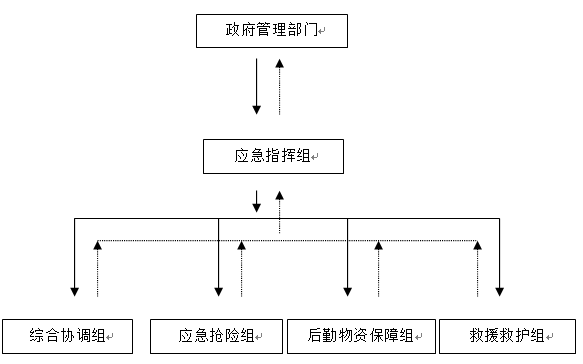 政府管理部门
应急指挥组
综合协调组
应急抢险组
后勤物资保障组
救援救护组